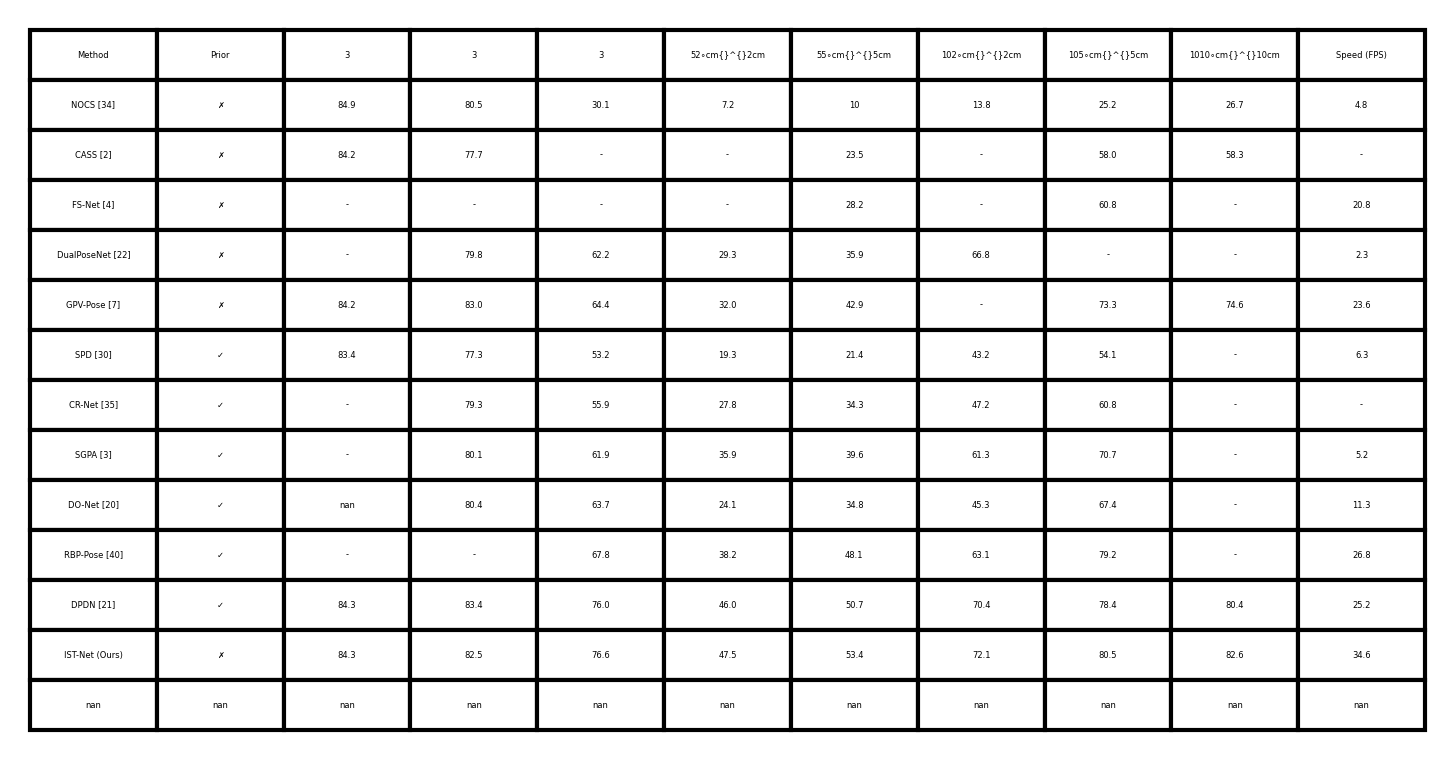 Method Prior 3 3 3 52∘cm{}^{}2cm 55∘cm{}^{}5cm 102∘cm{}^{}2cm 105∘cm{}^{}5cm 1010∘cm{}^{}10cm Speed (FPS)
NOCS [34] ✗ 84.9 80.5 30.1 7.2 10 13.8 25.2 26.7 4.8
CASS [2] ✗ 84.2 77.7 - - 23.5 - 58.0 58.3 -
FS-Net [4] ✗ - - - - 28.2 - 60.8 - 20.8
DualPoseNet [22] ✗ - 79.8 62.2 29.3 35.9 66.8 - - 2.3
GPV-Pose [7] ✗ 84.2 83.0 64.4 32.0 42.9 - 73.3 74.6 23.6
SPD [30] ✓ 83.4 77.3 53.2 19.3 21.4 43.2 54.1 - 6.3
CR-Net [35] ✓ - 79.3 55.9 27.8 34.3 47.2 60.8 - -
SGPA [3] ✓ - 80.1 61.9 35.9 39.6 61.3 70.7 - 5.2
DO-Net [20] ✓ nan 80.4 63.7 24.1 34.8 45.3 67.4 - 11.3
RBP-Pose [40] ✓ - - 67.8 38.2 48.1 63.1 79.2 - 26.8
DPDN [21] ✓ 84.3 83.4 76.0 46.0 50.7 70.4 78.4 80.4 25.2
IST-Net (Ours) ✗ 84.3 82.5 76.6 47.5 53.4 72.1 80.5 82.6 34.6
nan nan nan nan nan nan nan nan nan nan nan